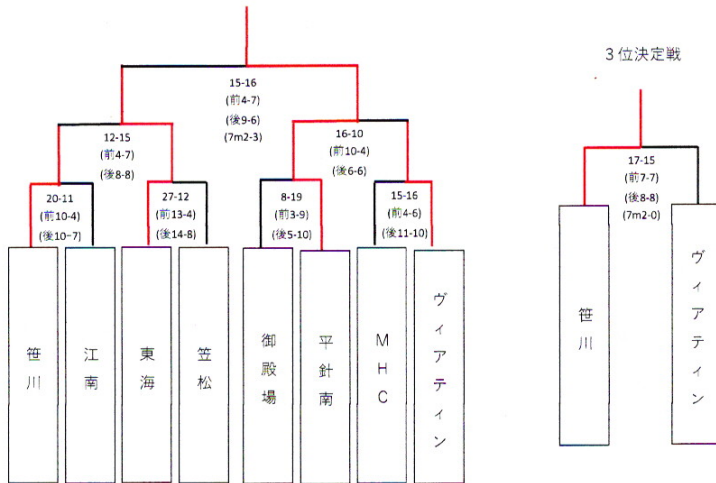 15-16
(前4-7)
(後9-6)
(7m2-3)
12-15
(前4-7)
(後8-8)
16-10
(前10-4)
(後6-6)
20-11
(前10-4)
(後10-7)
27-12
(前13-4)
(後14-8)
8-19
(前3-9)
(後5-10)
15-16
(前4-6)
(後11-10)
笹川
江南
東海
笠松
御殿場
平針南
MHC
ヴィアティン
3位決定戦
17-15
(前7-7)
(後8-8)
(7m2-0)
笹川
ヴィアティン